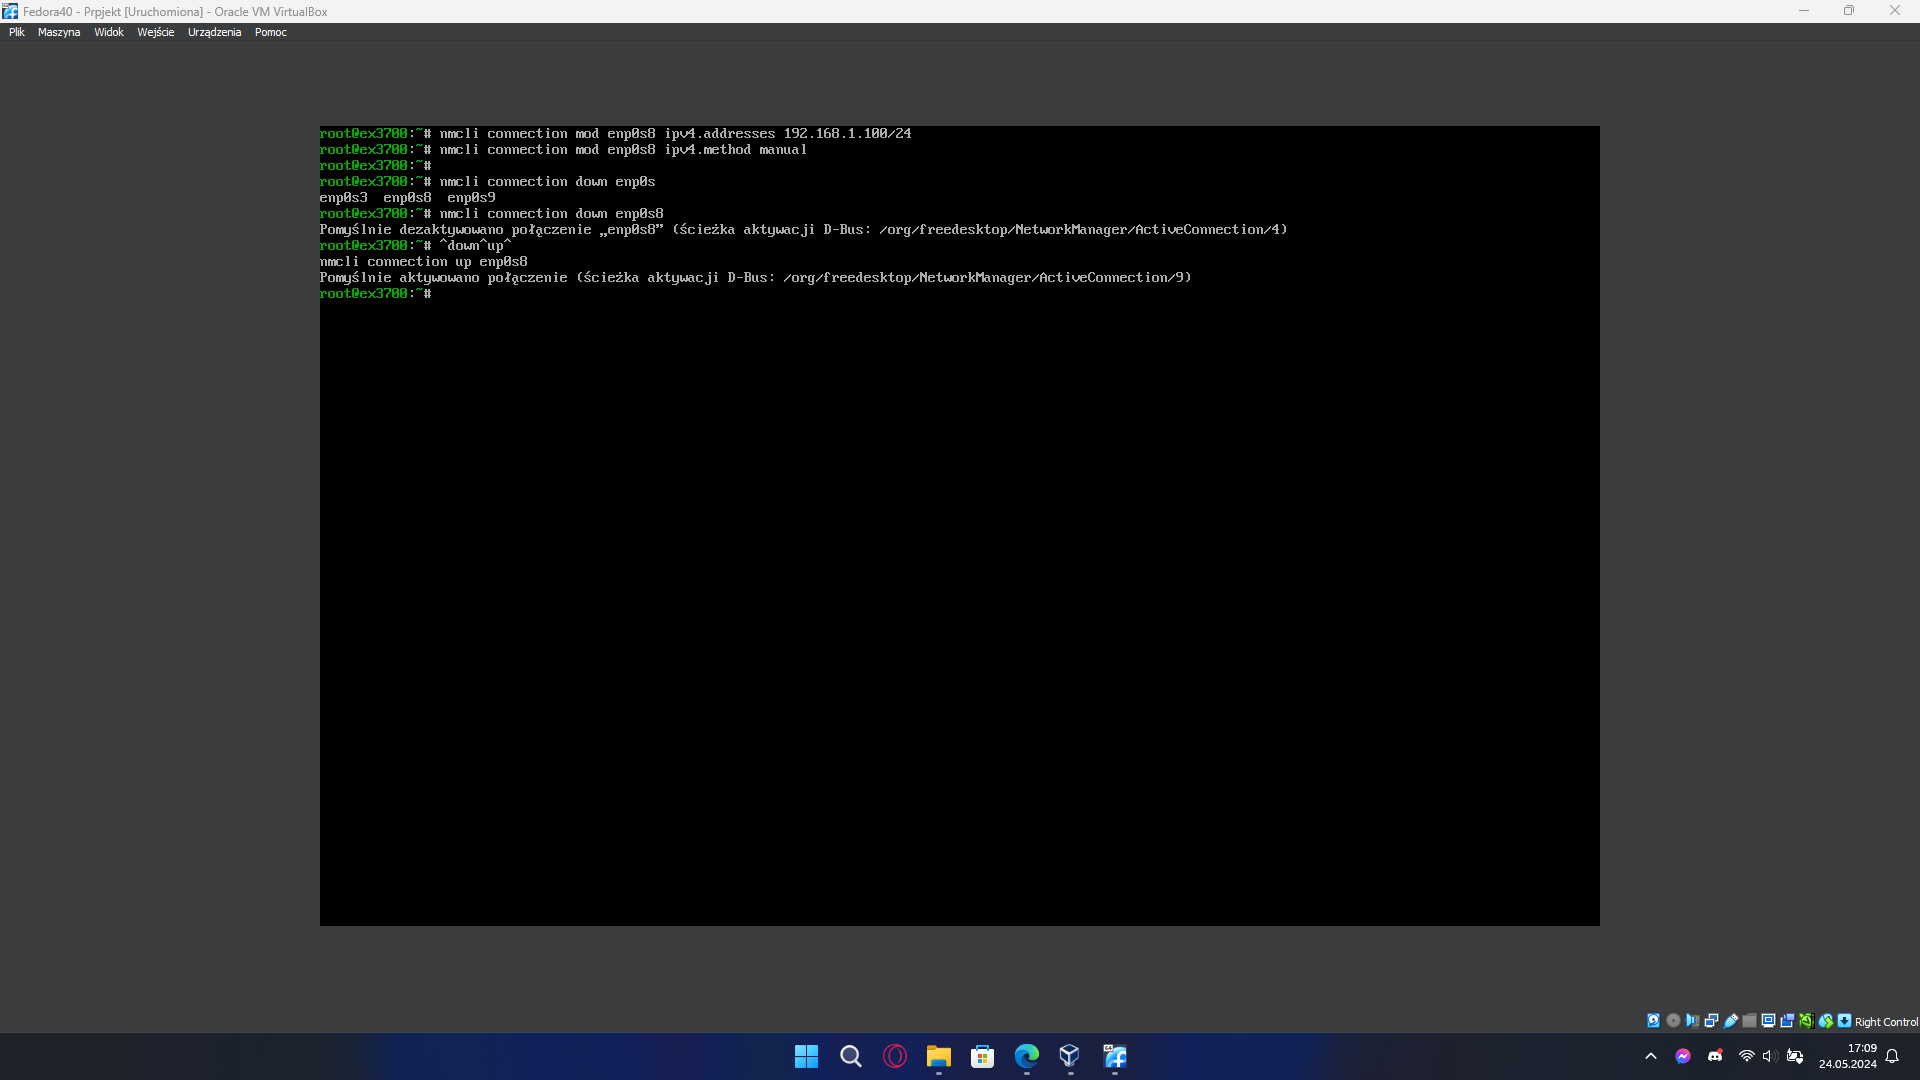 Fedora40 - Prpjekt [Uruchomiona] - Oracle VM VirtualBox
Plik Maszyna Widok Wejście Urządzenia Pomoc
root@ex3700:~# nmcli connection mod enp0s8 ipv4.addresses 192.168.1.100/24
root@ex3700:~# nmcli connection mod enp0s8 ipv4.method manual
root@ex3700:~#
root@ex3700:~# nmcli connection down enp0s
enp0s3  enp0s8  enp0s9
root@ex3700:~# nmcli connection down enp0s8
Pomyślnie dezaktywowano połączenie „enp0s8” (ścieżka aktywacji D-Bus: /org/freedesktop/NetworkManager/ActiveConnection/4)
root@ex3700:~# ^down^up^
nmcli connection up enp0s8
Pomyślnie aktywowano połączenie (ścieżka aktywacji D-Bus: /org/freedesktop/NetworkManager/ActiveConnection/9)
root@ex3700:~#
Right Control
17:09
24.05.2024